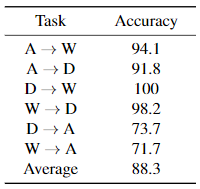 Task Accuracy
A → W 94.1
A → D 91.8
D → W 100
W → D 98.2
D → A 73.7
W → A 71.7
Average 88.3